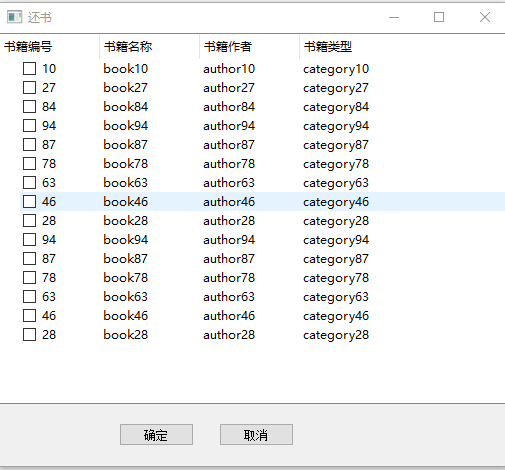 还书
书籍编号 书籍名称 书籍作者 书籍类型
10 book10 author10 category10
27 book27 author27 category27
84 book84 author84 category84
94 book94 author94 category94
87 book87 author87 category87
78 book78 author78 category78
63 book63 author63 category63
46 book46 author46 category46
28 book28 author28 category28
94 book94 author94 category94
87 book87 author87 category87
78 book78 author78 category78
63 book63 author63 category63
46 book46 author46 category46
28 book28 author28 category28
确定 取消